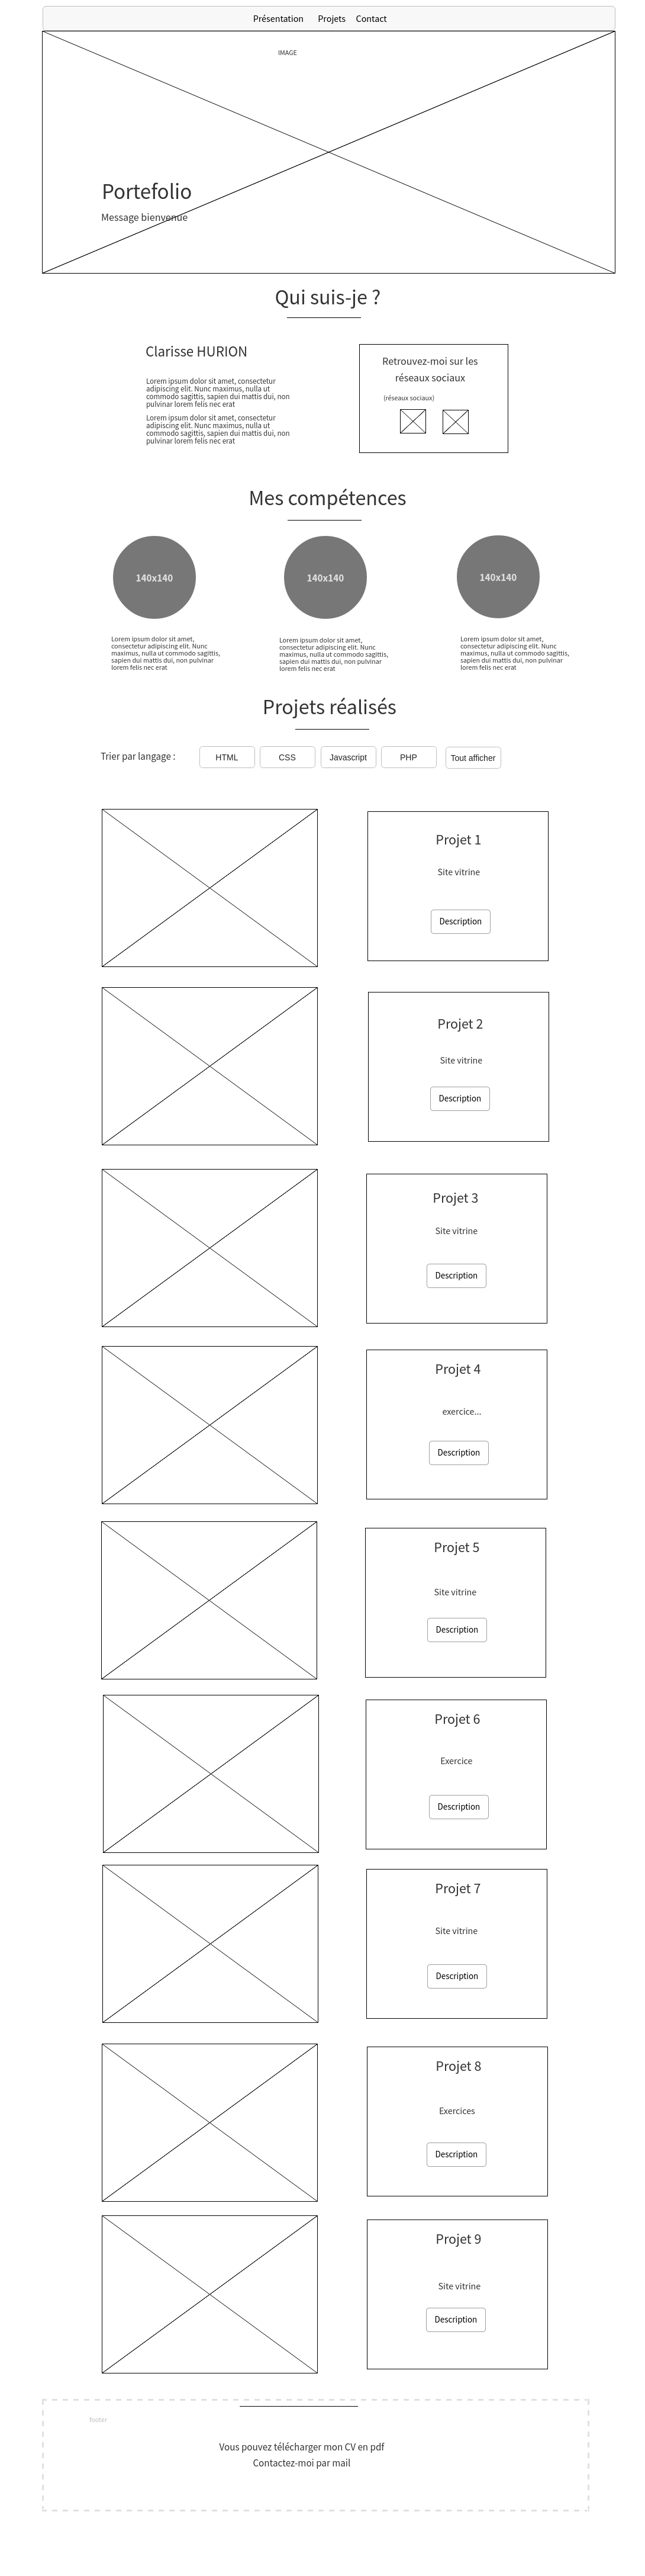 Présentation Projets Contact
IMAGE
Portefolio
Message bienvenue
Qui suis-je ?
Clarisse HURION
Lorem ipsum dolor sit amet, consectetur
adipiscing elit. Nunc maximus, nulla ut
commodo sagittis, sapien dui mattis dui, non
pulvinar lorem felis nec erat
Lorem ipsum dolor sit amet, consectetur
adipiscing elit. Nunc maximus, nulla ut
commodo sagittis, sapien dui mattis dui, non
pulvinar lorem felis nec erat
Retrouvez-moi sur les
réseaux sociaux
(réseaux sociaux)
Mes compétences
140x140
140x140
140x140
Lorem ipsum dolor sit amet,
consectetur adipiscing elit. Nunc
maximus, nulla ut commodo sagittis,
sapien dui mattis dui, non pulvinar
lorem felis nec erat
Lorem ipsum dolor sit amet,
consectetur adipiscing elit. Nunc
maximus, nulla ut commodo sagittis,
sapien dui mattis dui, non pulvinar
lorem felis nec erat
Lorem ipsum dolor sit amet,
consectetur adipiscing elit. Nunc
maximus, nulla ut commodo sagittis,
sapien dui mattis dui, non pulvinar
lorem felis nec erat
Projets réalisés
Trier par langage : HTML CSS Javascript PHP Tout afficher
Projet 1
Site vitrine
Description
Projet 2
Site vitrine
Description
Projet 3
Site vitrine
Description
Projet 4
exercice...
Description
Projet 5
Site vitrine
Description
Projet 6
Exercice
Description
Projet 7
Site vitrine
Description
Projet 8
Exercices
Description
Projet 9
Site vitrine
Description
footer
Vous pouvez télécharger mon CV en pdf
Contactez-moi par mail